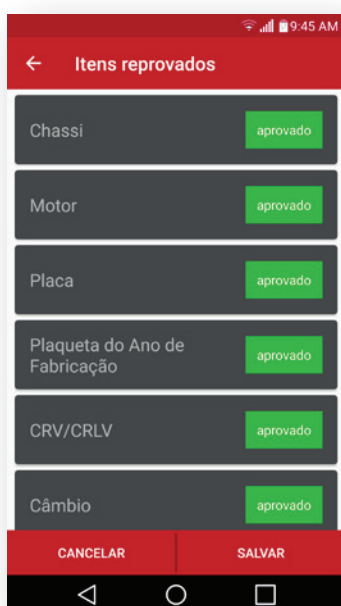 9:45 AM
Itens reprovados
Chassi
aprovado
Motor
aprovado
Placa
aprovado
Plaqueta do Ano de
Fabricação
aprovado
CRV/CRLV
aprovado
Câmbio
aprovado
CANCELAR
SALVAR